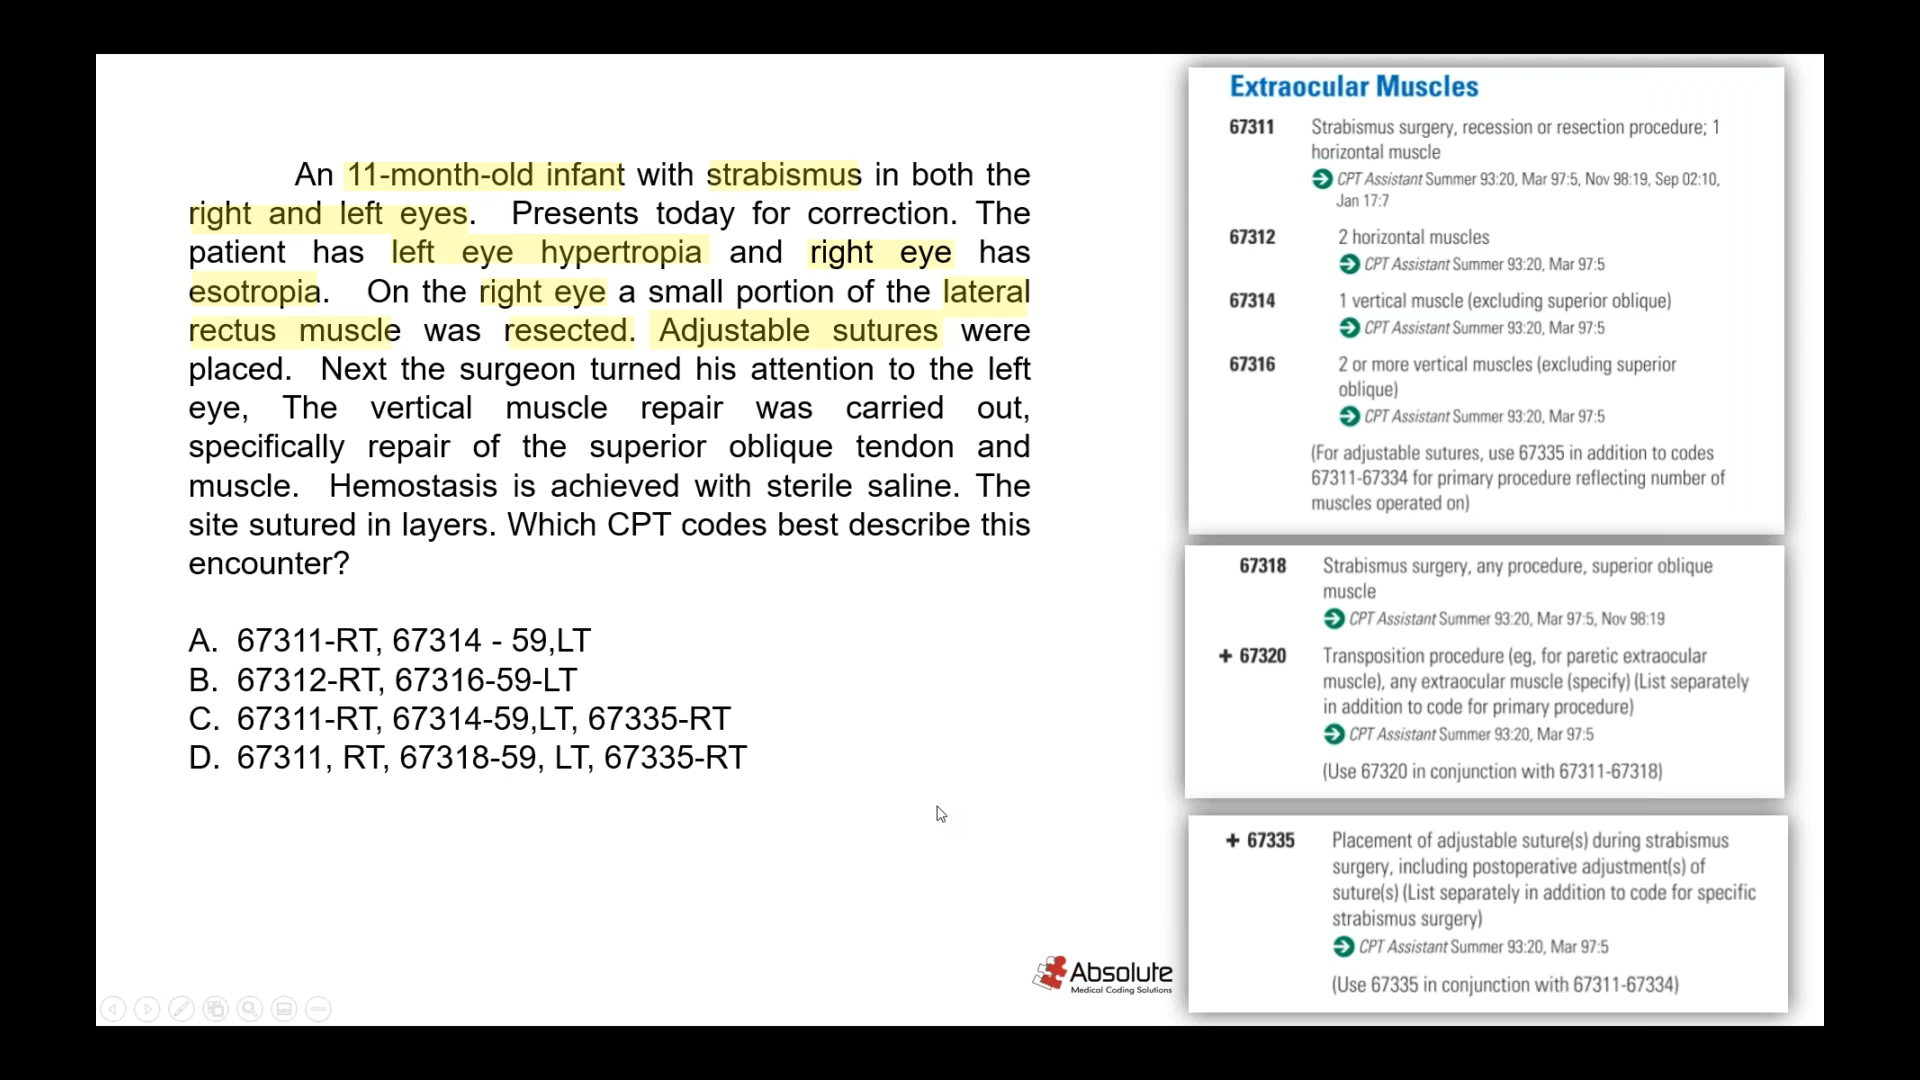 An 11-month-old infant with strabismus in both the
right and left eyes. Presents today for correction. The
patient has left eye hypertropia and right eye has
esotropia. On the right eye a small portion of the lateral
rectus muscle was resected. Adjustable sutures were
placed. Next the surgeon turned his attention to the left
eye, The vertical muscle repair was carried out,
specifically repair of the superior oblique tendon and
muscle. Hemostasis is achieved with sterile saline. The
site sutured in layers. Which CPT codes best describe this
encounter?
A. 67311-RT, 67314 - 59,LT
B. 67312-RT, 67316-59-LT
C. 67311-RT, 67314-59,LT, 67335-RT
D. 67311, RT, 67318-59, LT, 67335-RT
Extraocular Muscles
67311 Strabismus surgery, recession or resection procedure; 1
horizontal muscle
CPT Assistant Summer 93:20, Mar 97:5, Nov 98:19, Sep 02:10,
Jan 17:7
67312 2 horizontal muscles
CPT Assistant Summer 93:20, Mar 97:5
67314 1 vertical muscle (excluding superior oblique)
CPT Assistant Summer 93:20, Mar 97:5
67316 2 or more vertical muscles (excluding superior
oblique)
CPT Assistant Summer 93:20, Mar 97:5
(For adjustable sutures, use 67335 in addition to codes
67311-67334 for primary procedure reflecting number of
muscles operated on)
67318 Strabismus surgery, any procedure, superior oblique
muscle
CPT Assistant Summer 93:20, Mar 97:5, Nov 98:19
+ 67320 Transposition procedure (eg, for paretic extraocular
muscle), any extraocular muscle (specify) (List separately
in addition to code for primary procedure)
CPT Assistant Summer 93:20, Mar 97:5
(Use 67320 in conjunction with 67311-67318)
+ 67335 Placement of adjustable suture(s) during strabismus
surgery, including postoperative adjustment(s) of
suture(s) (List separately in addition to code for specific
strabismus surgery)
CPT Assistant Summer 93:20, Mar 97:5
(Use 67335 in conjunction with 67311-67334)
Absolute
Medical Coding Solutions